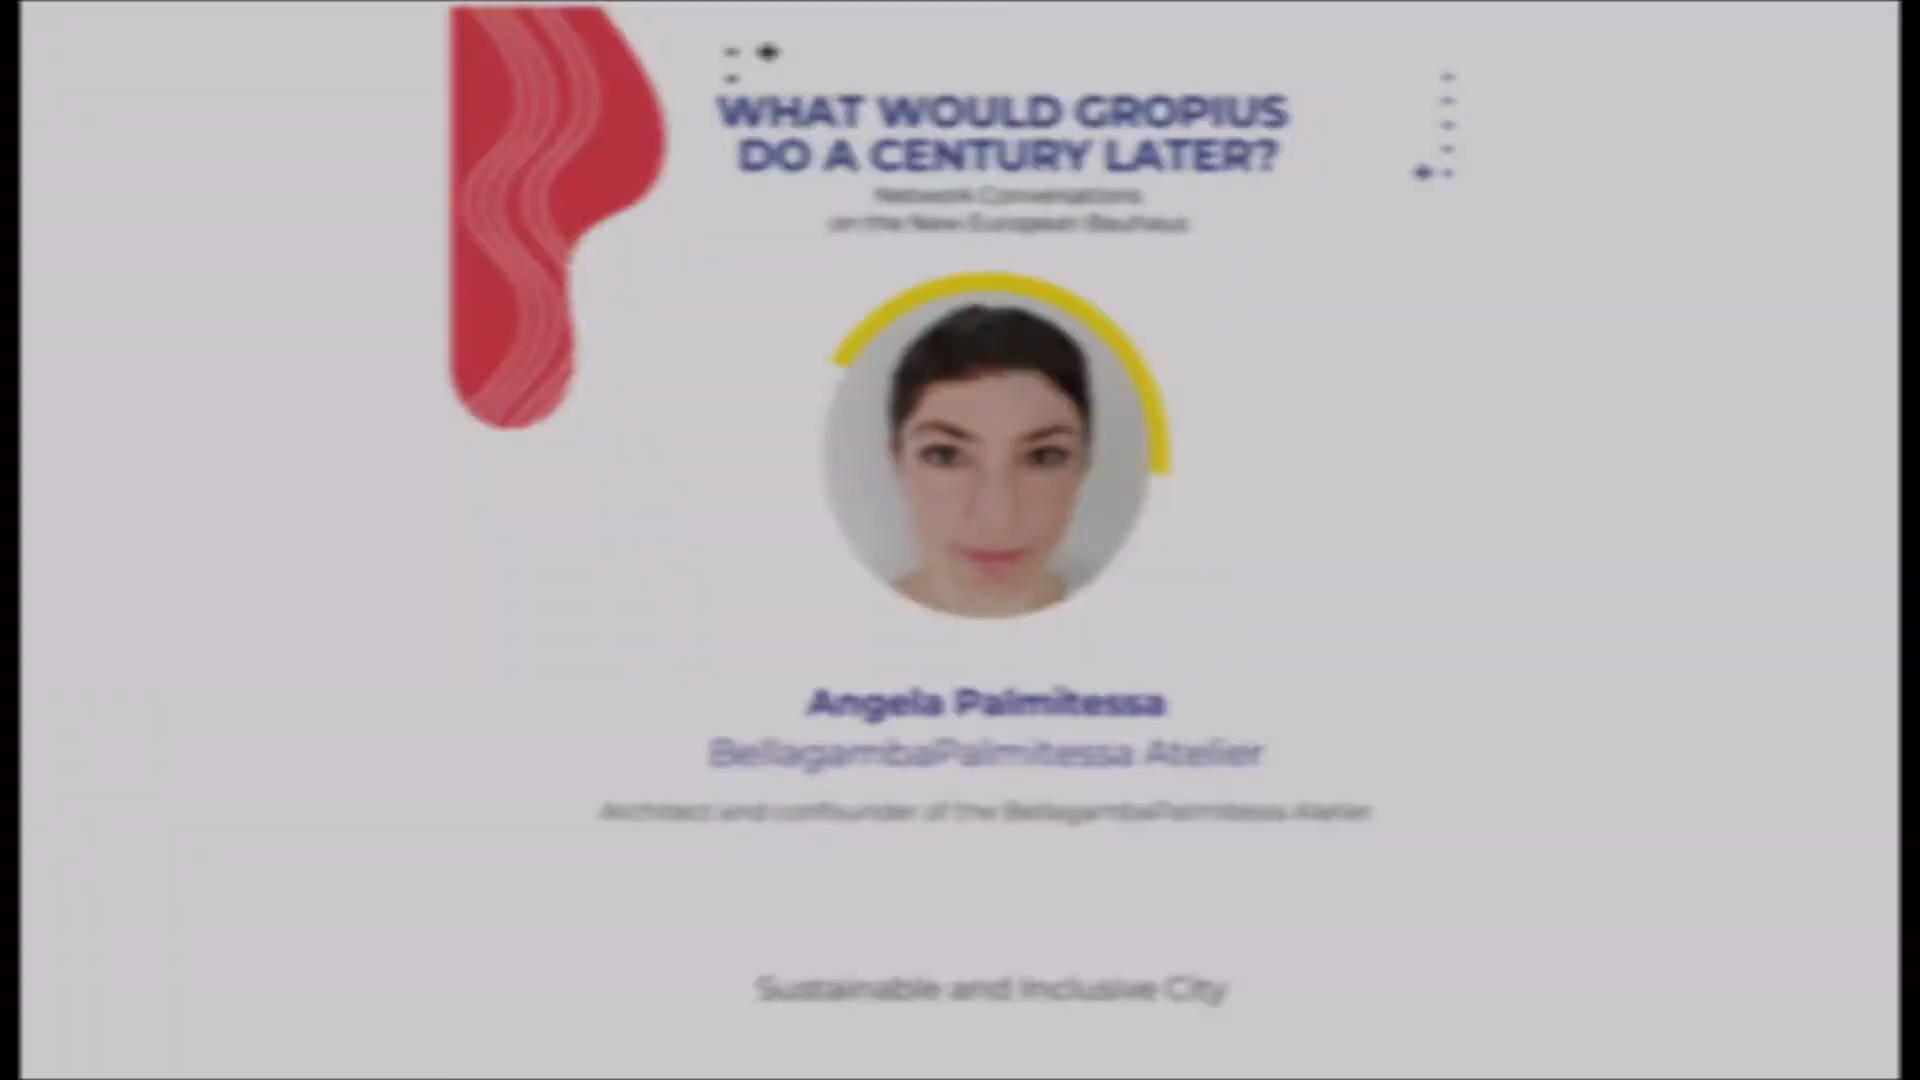 WHAT WOULD GROPIUS
DO A CENTURY LATER?
Network Conversations
on the New European Bauhaus
Angela Palmitessa
BellagambaPalmitessa Atelier
Architect and confounder of the BellagambaPalmitessa Atelier
Sustainable and Inclusive City